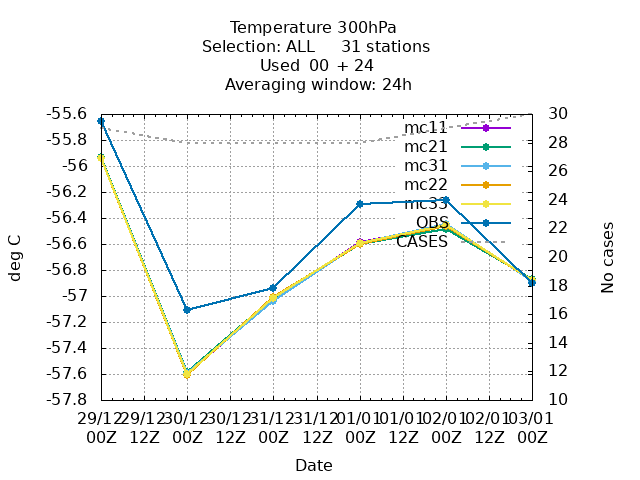 Temperature 300hPa
Selection: ALL 31 stations
Used 00 + 24
Averaging window: 24h
-55.6
-55.8
-56
-56.2
-56.4
-56.6
-56.8
-57
-57.2
-57.4
-57.6
-57.8
deg C
30
28
26
24
22
20
18
16
14
12
10
No cases
mc11
mc21
mc31
mc22
mc33
OBS
CASES
29/12 29/12 30/12 30/12 31/12 31/12 01/01 01/01 02/01 02/01 03/01
00Z 12Z 00Z 12Z 00Z 12Z 00Z 12Z 00Z 12Z 00Z
Date